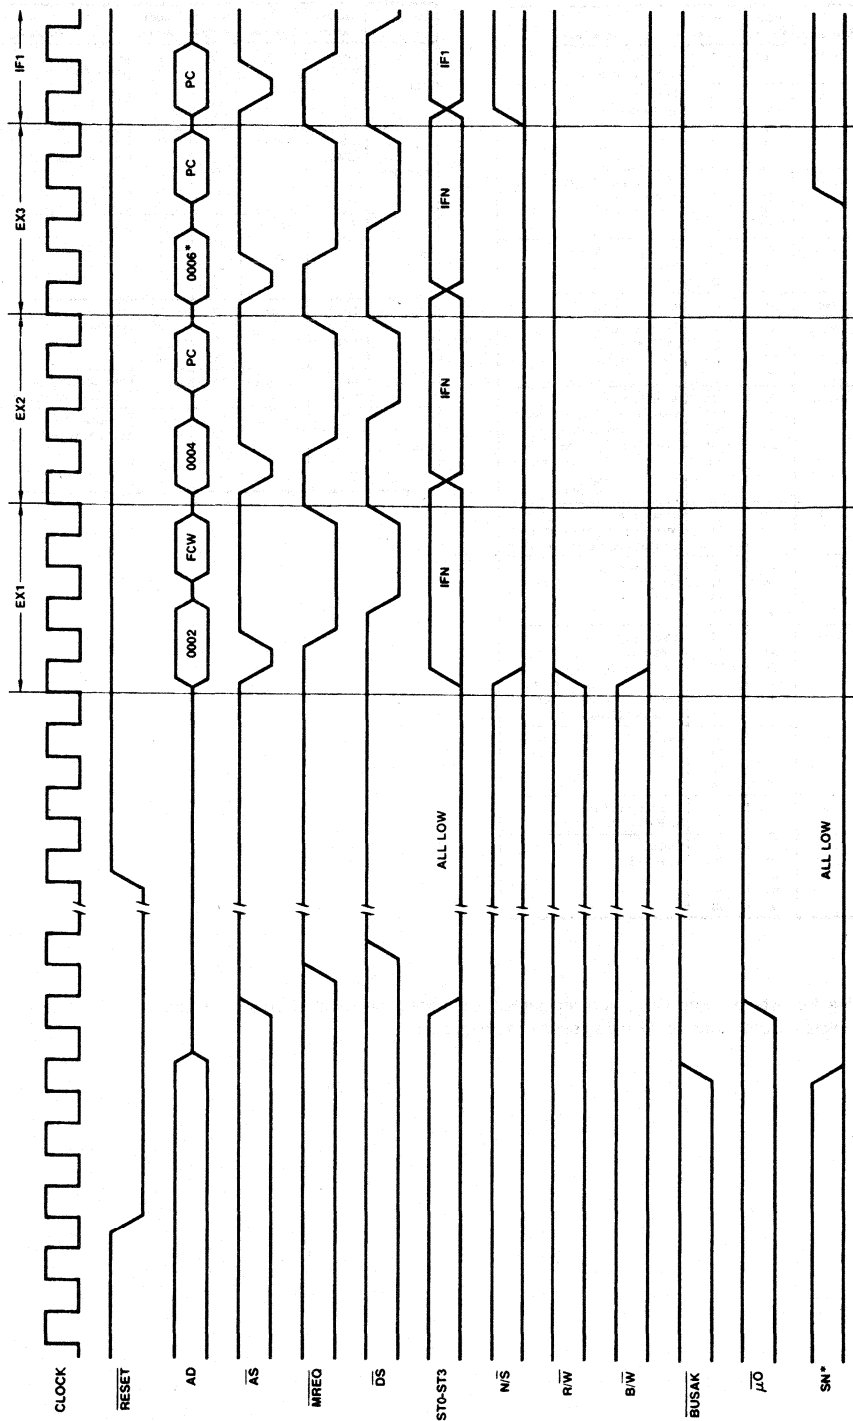 EX1 EX2 EX3 IF1
CLOCK
RESET
AD 0002 FCW 0004 PC 0006* PC PC
AS
MREQ
DS
ST0-ST3 ALL LOW IFN IFN IFN IF1
N/S
R/W
B/W
BUSAK
μO
SN* ALL LOW